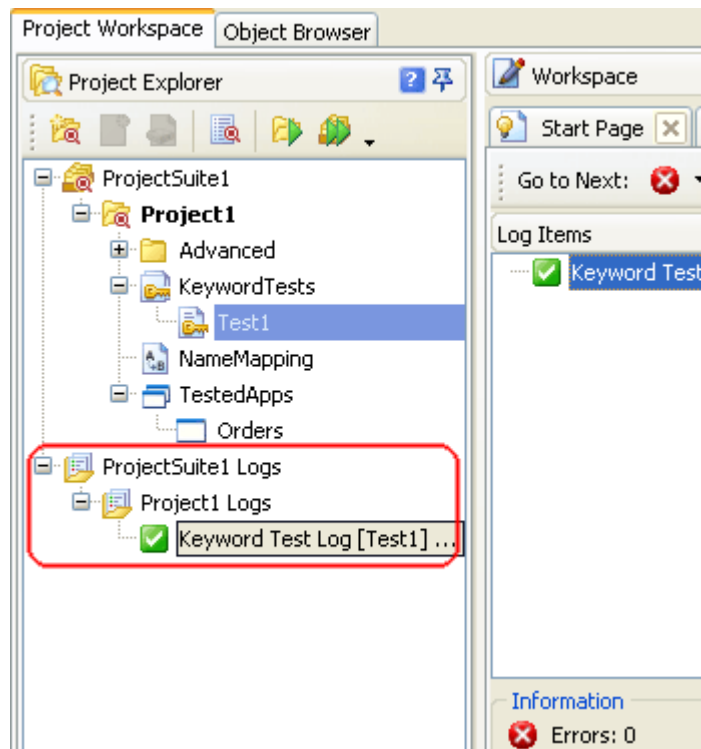 Project Workspace
Object Browser
Project Explorer
?
Workspace
Start Page
Go to Next:
ProjectSuite1
Project1
Advanced
KeywordTests
Test1
NameMapping
TestedApps
Orders
ProjectSuite1 Logs
Project1 Logs
Keyword Test Log [Test1] ...
Log Items
Keyword Test
Information
Errors: 0